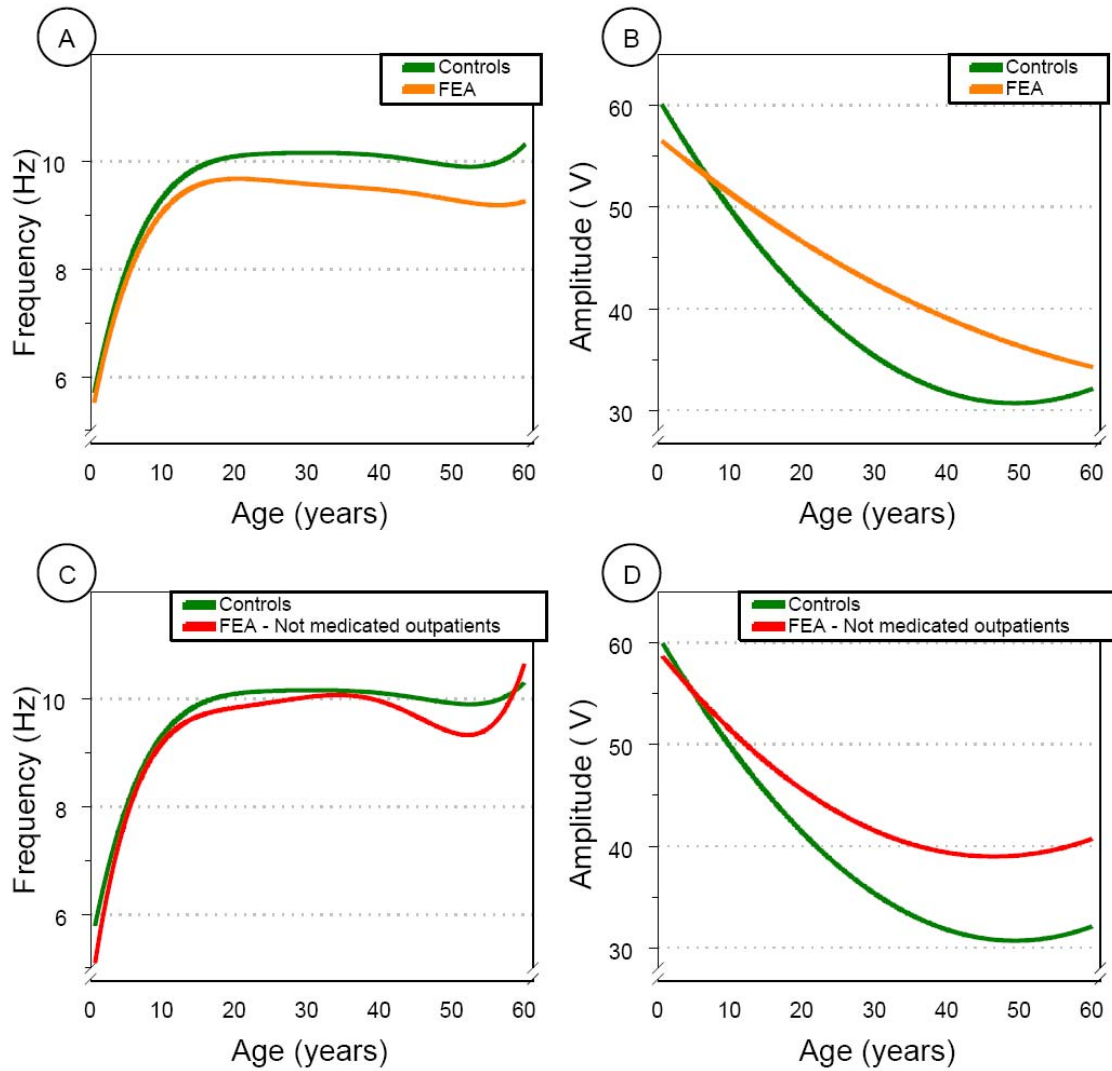 A
Controls
FEA
Frequency (Hz)
10
8
6
0 10 20 30 40 50 60
Age (years)
B
Controls
FEA
Amplitude ( V)
60
50
40
30
0 10 20 30 40 50 60
Age (years)
C
Controls
FEA - Not medicated outpatients
Frequency (Hz)
10
8
6
0 10 20 30 40 50 60
Age (years)
D
Controls
FEA - Not medicated outpatients
Amplitude ( V)
60
50
40
30
0 10 20 30 40 50 60
Age (years)